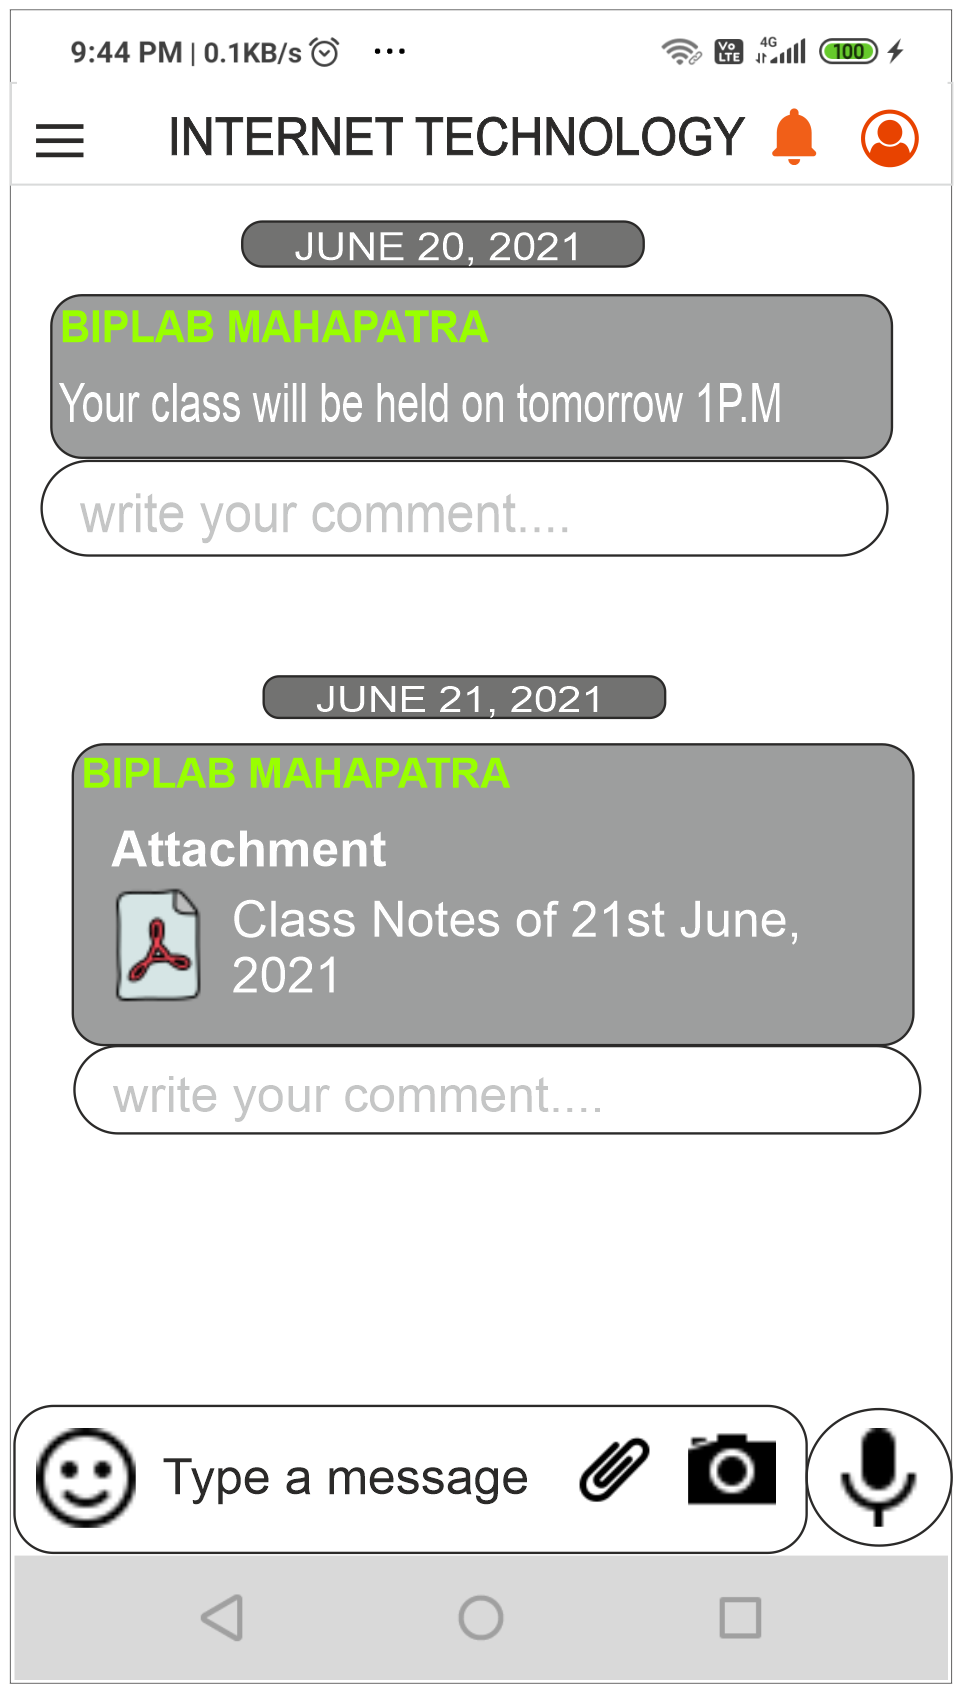 9:44 PM | 0.1KB/s ... Vo LTE 4G 100
INTERNET TECHNOLOGY
JUNE 20, 2021
BIPLAB MAHAPATRA
Your class will be held on tomorrow 1P.M
write your comment....
JUNE 21, 2021
BIPLAB MAHAPATRA
Attachment
Class Notes of 21st June,
2021
write your comment....
Type a message